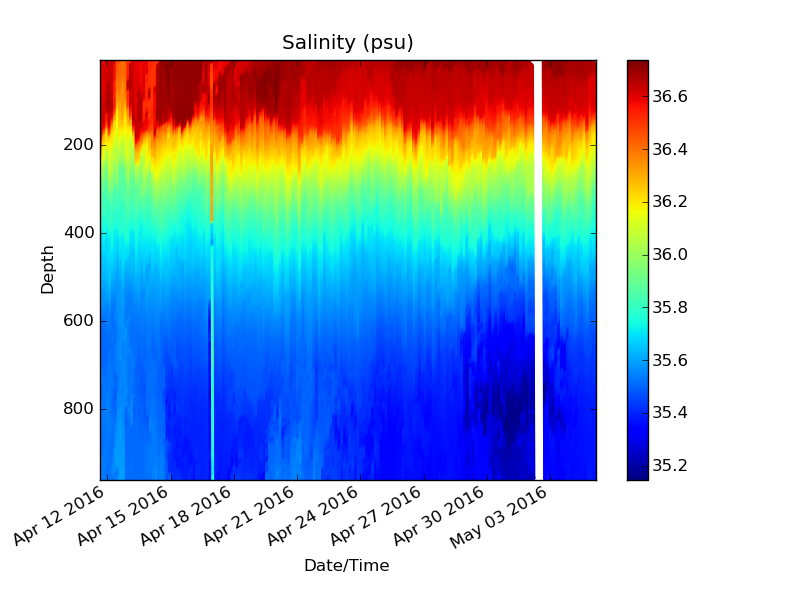 Salinity (psu)
200
400
600
800
Depth
36.6
36.4
36.2
36.0
35.8
35.6
35.4
35.2
Apr 12 2016
Apr 15 2016
Apr 18 2016
Apr 21 2016
Apr 24 2016
Apr 27 2016
Apr 30 2016
May 03 2016
Date/Time